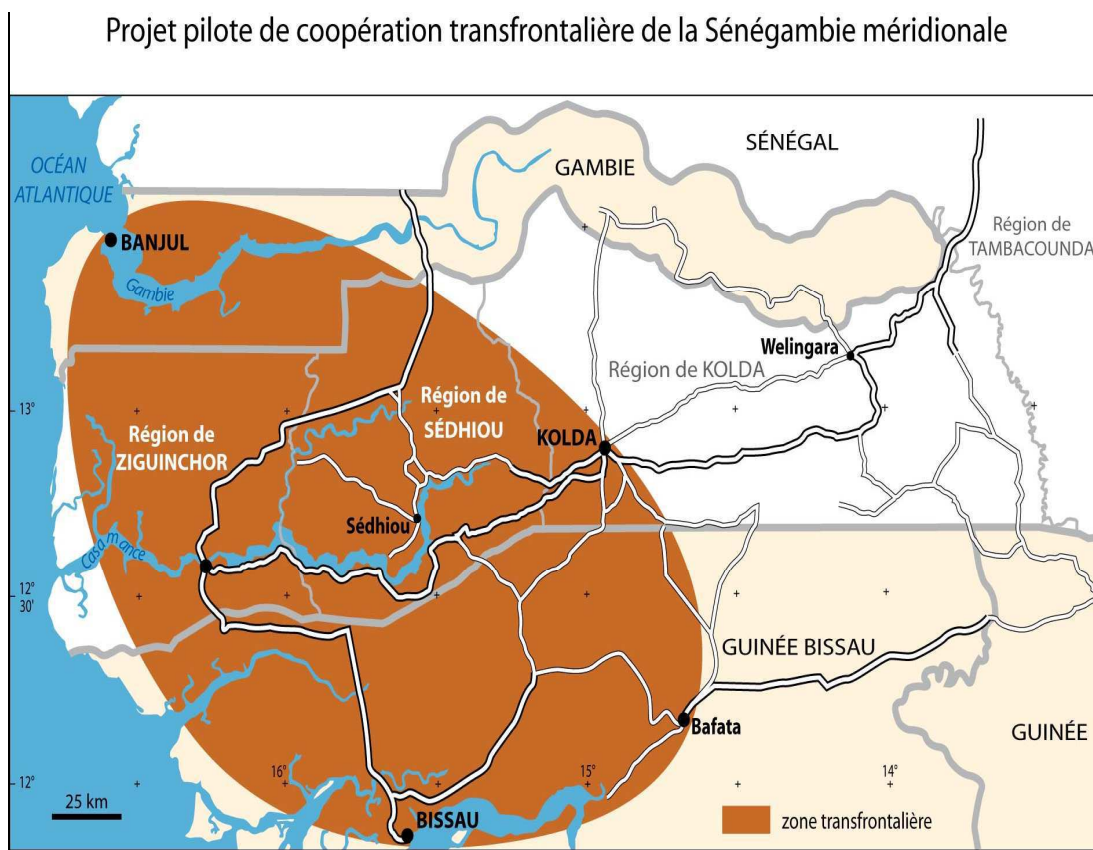 Projet pilote de coopération transfrontalière de la Sénégambie méridionale
OCÉAN
ATLANTIQUE
SÉNÉGAL
GAMBIE
BANJUL
Région de
TAMBACOUNDA
Gambie
Welingara
Région de KOLDA
13°
Région de
SÉDHIOU
Région de
ZIGUINCHOR
KOLDA
Sédhiou
Casamance
12°
30'
GUINÉE BISSAU
Bafata
GUINÉE
16°
15°
14°
12°
25 km
BISSAU
zone transfrontalière